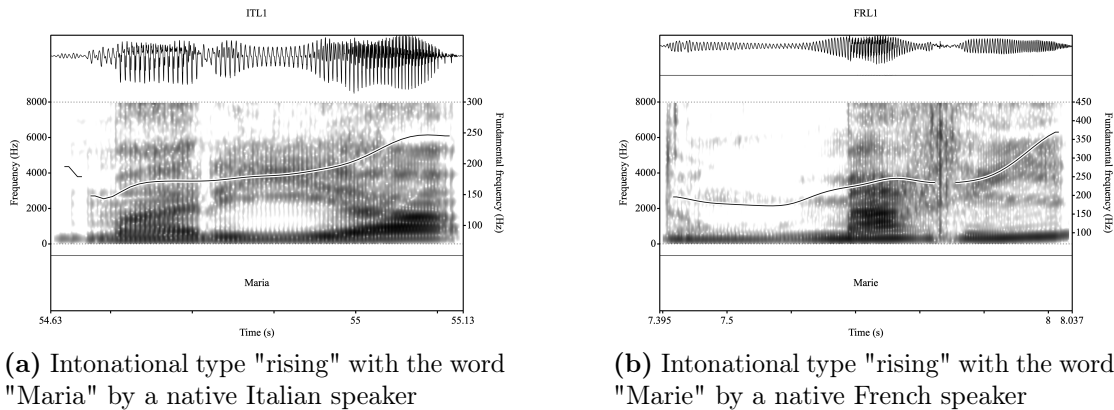 ITL1
8000
6000
4000
2000
0
Frequency (Hz)
300
250
200
150
100
Fundamental frequency (Hz)
Maria
54.63
55
55.13
Time (s)
(a) Intonational type "rising" with the word
"Maria" by a native Italian speaker
FRL1
8000
6000
4000
2000
0
Frequency (Hz)
450
400
350
300
250
200
150
100
Fundamental frequency (Hz)
Marie
7.395
7.5
8
8.037
Time (s)
(b) Intonational type "rising" with the word
"Marie" by a native French speaker